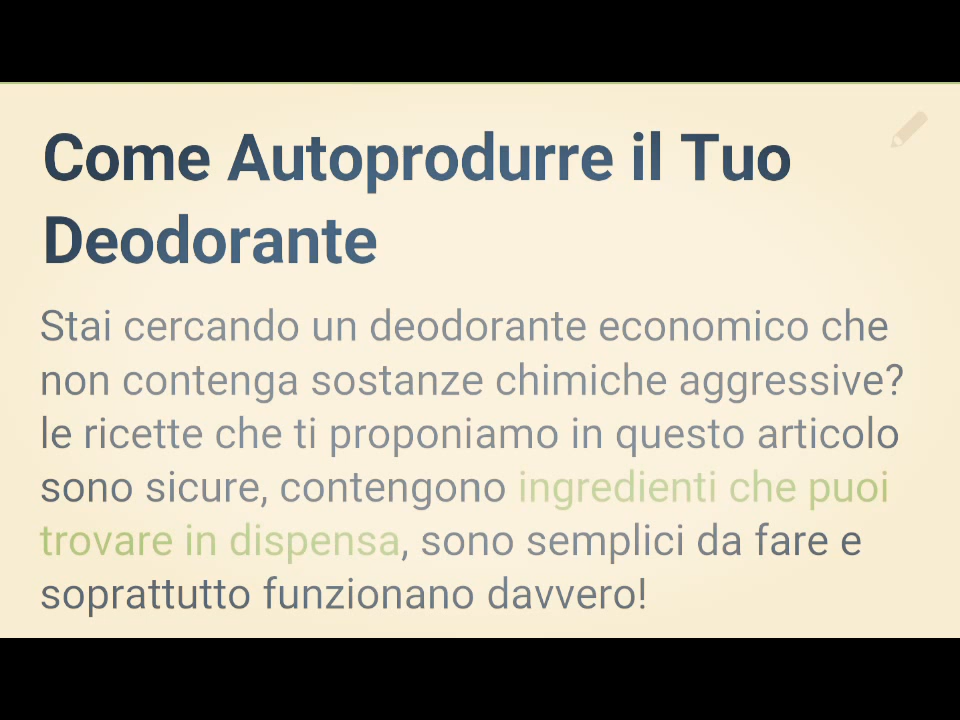 Come Autoprodurre il Tuo
Deodorante
Stai cercando un deodorante economico che
non contenga sostanze chimiche aggressive?
le ricette che ti proponiamo in questo articolo
sono sicure, contengono ingredienti che puoi
trovare in dispensa, sono semplici da fare e
soprattutto funzionano davvero!